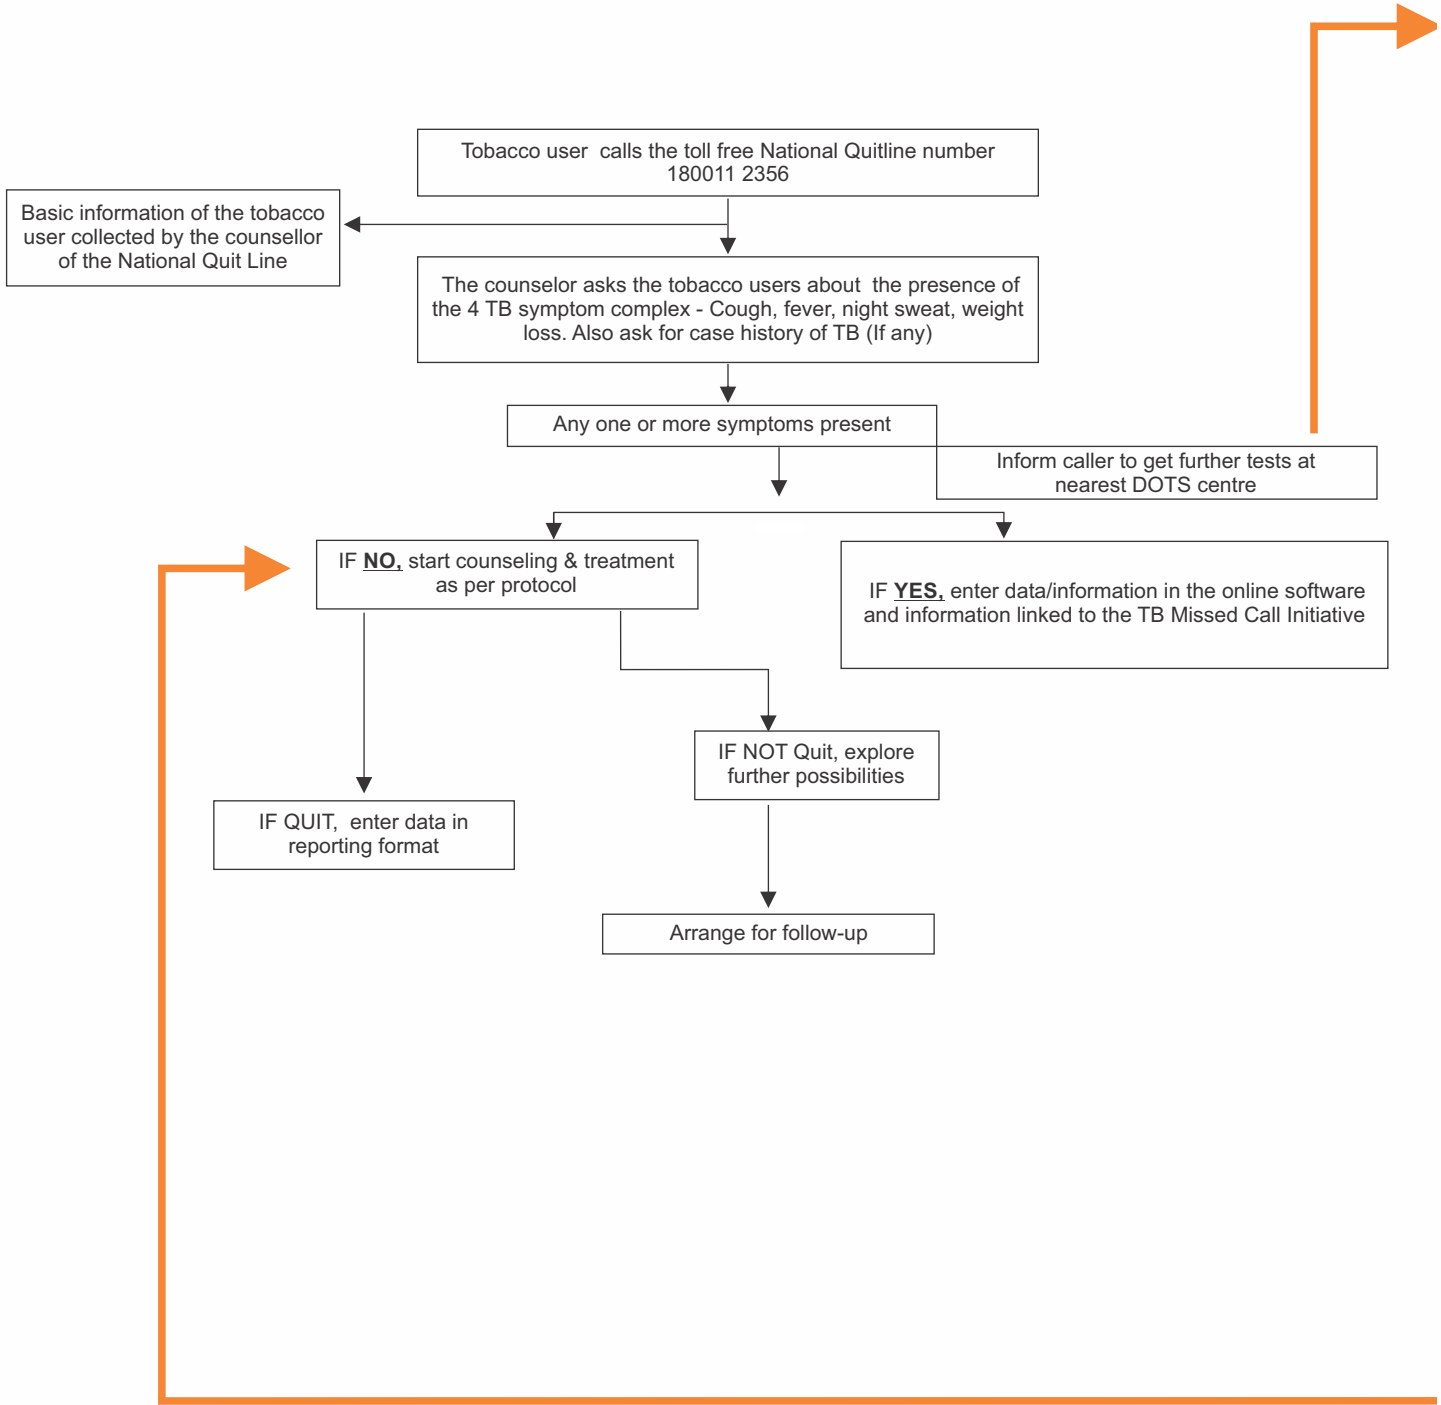 Tobacco user calls the toll free National Quitline number
180011 2356
Basic information of the tobacco
user collected by the counsellor
of the National Quit Line
The counselor asks the tobacco users about the presence of
the 4 TB symptom complex - Cough, fever, night sweat, weight
loss. Also ask for case history of TB (If any)
Any one or more symptoms present
Inform caller to get further tests at
nearest DOTS centre
IF NO, start counseling & treatment
as per protocol
IF YES, enter data/information in the online software
and information linked to the TB Missed Call Initiative
IF NOT Quit, explore
further possibilities
IF QUIT, enter data in
reporting format
Arrange for follow-up